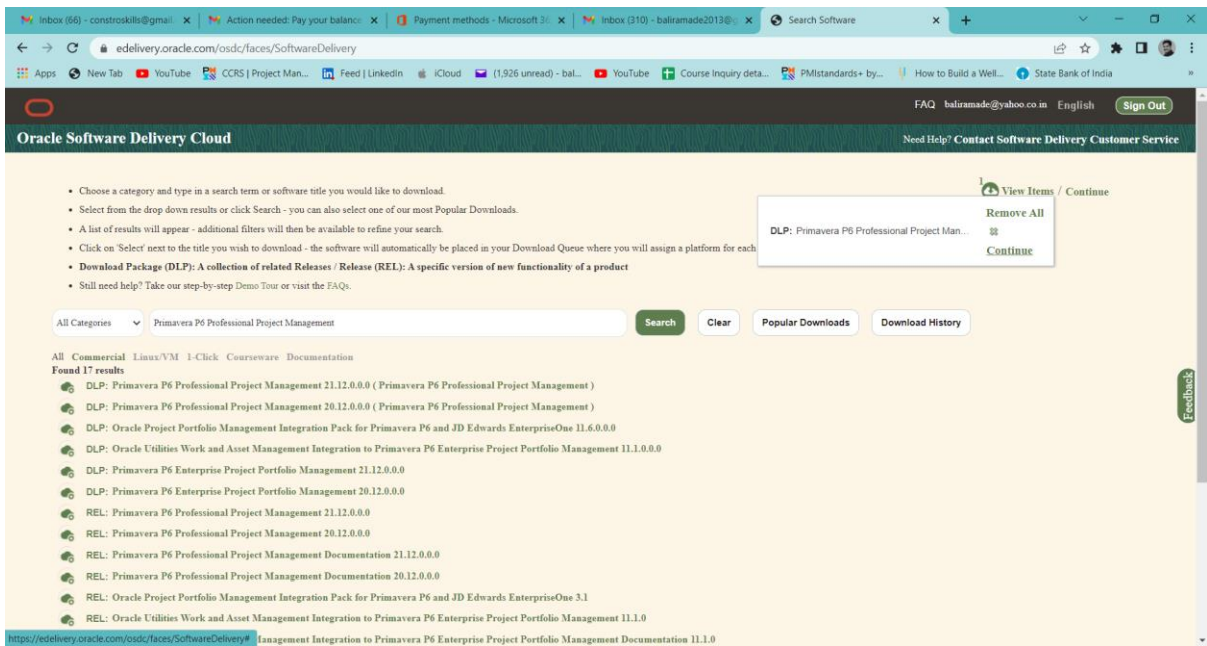 Inbox (66) - constroskills@gmail.
Action needed: Pay your balance
Payment methods - Microsoft 36
Inbox (310) - baliramade2013@g
Search Software
edelivery.oracle.com/osdc/faces/SoftwareDelivery
Apps New Tab YouTube CCRS | Project Man... Feed | LinkedIn iCloud (1,926 unread) - bal... YouTube Course Inquiry deta... PMIstandards+ by... How to Build a Well... State Bank of India »
FAQ baliramade@yahoo.co.in English Sign Out
Oracle Software Delivery Cloud
Need Help? Contact Software Delivery Customer Service
• Choose a category and type in a search term or software title you would like to download.
• Select from the drop down results or click Search - you can also select one of our most Popular Downloads.
• A list of results will appear - additional filters will then be available to refine your search.
• Click on 'Select' next to the title you wish to download - the software will automatically be placed in your Download Queue where you will assign a platform for each
• Download Package (DLP): A collection of related Releases / Release (REL): A specific version of new functionality of a product
• Still need help? Take our step-by-step Demo Tour or visit the FAQs.
1 View Items / Continue
Remove All
DLP: Primavera P6 Professional Project Man...
Continue
All Categories Primavera P6 Professional Project Management Search Clear Popular Downloads Download History
All Commercial Linux/VM 1-Click Courseware Documentation
Found 17 results
DLP: Primavera P6 Professional Project Management 21.12.0.0.0 ( Primavera P6 Professional Project Management )
DLP: Primavera P6 Professional Project Management 20.12.0.0.0 ( Primavera P6 Professional Project Management )
DLP: Oracle Project Portfolio Management Integration Pack for Primavera P6 and JD Edwards EnterpriseOne 11.6.0.0.0
DLP: Oracle Utilities Work and Asset Management Integration to Primavera P6 Enterprise Project Portfolio Management 11.1.0.0.0
DLP: Primavera P6 Enterprise Project Portfolio Management 21.12.0.0.0
DLP: Primavera P6 Enterprise Project Portfolio Management 20.12.0.0.0
REL: Primavera P6 Professional Project Management 21.12.0.0.0
REL: Primavera P6 Professional Project Management 20.12.0.0.0
REL: Primavera P6 Professional Project Management Documentation 21.12.0.0.0
REL: Primavera P6 Professional Project Management Documentation 20.12.0.0.0
REL: Oracle Project Portfolio Management Integration Pack for Primavera P6 and JD Edwards EnterpriseOne 3.1
REL: Oracle Utilities Work and Asset Management Integration to Primavera P6 Enterprise Project Portfolio Management 11.1.0
https://edelivery.oracle.com/osdc/faces/SoftwareDelivery# Management Integration to Primavera P6 Enterprise Project Portfolio Management Documentation 11.1.0
Feedback